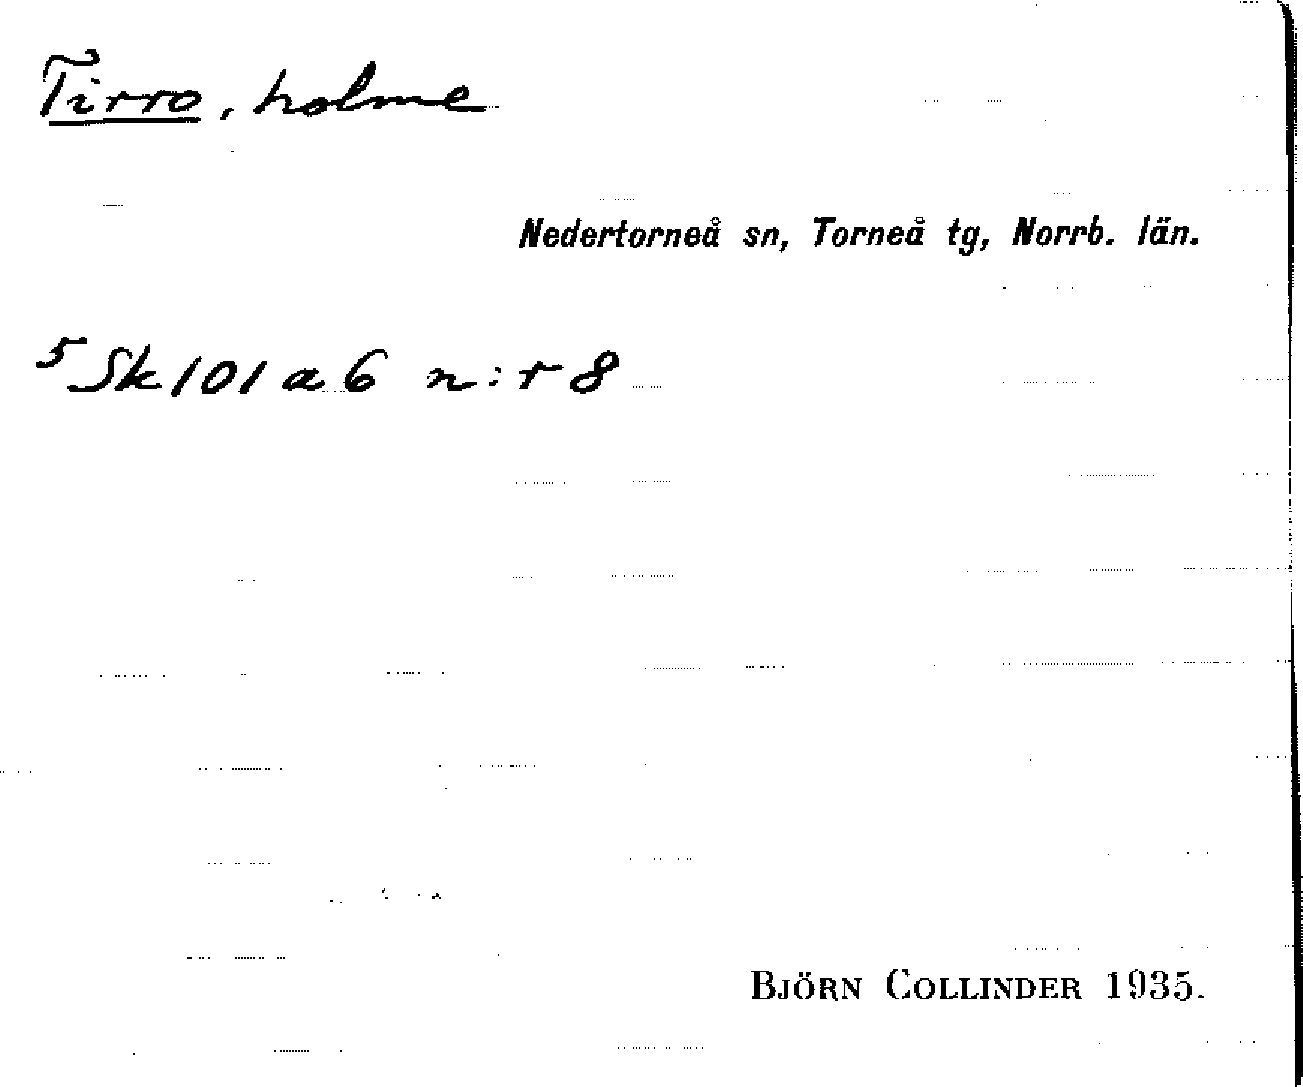 Tirro, holme
Nedertorneå sn, Torneå tg, Norrb. län.
5 Sk 101 a 6 n:r 8
BJÖRN COLLINDER 1935.